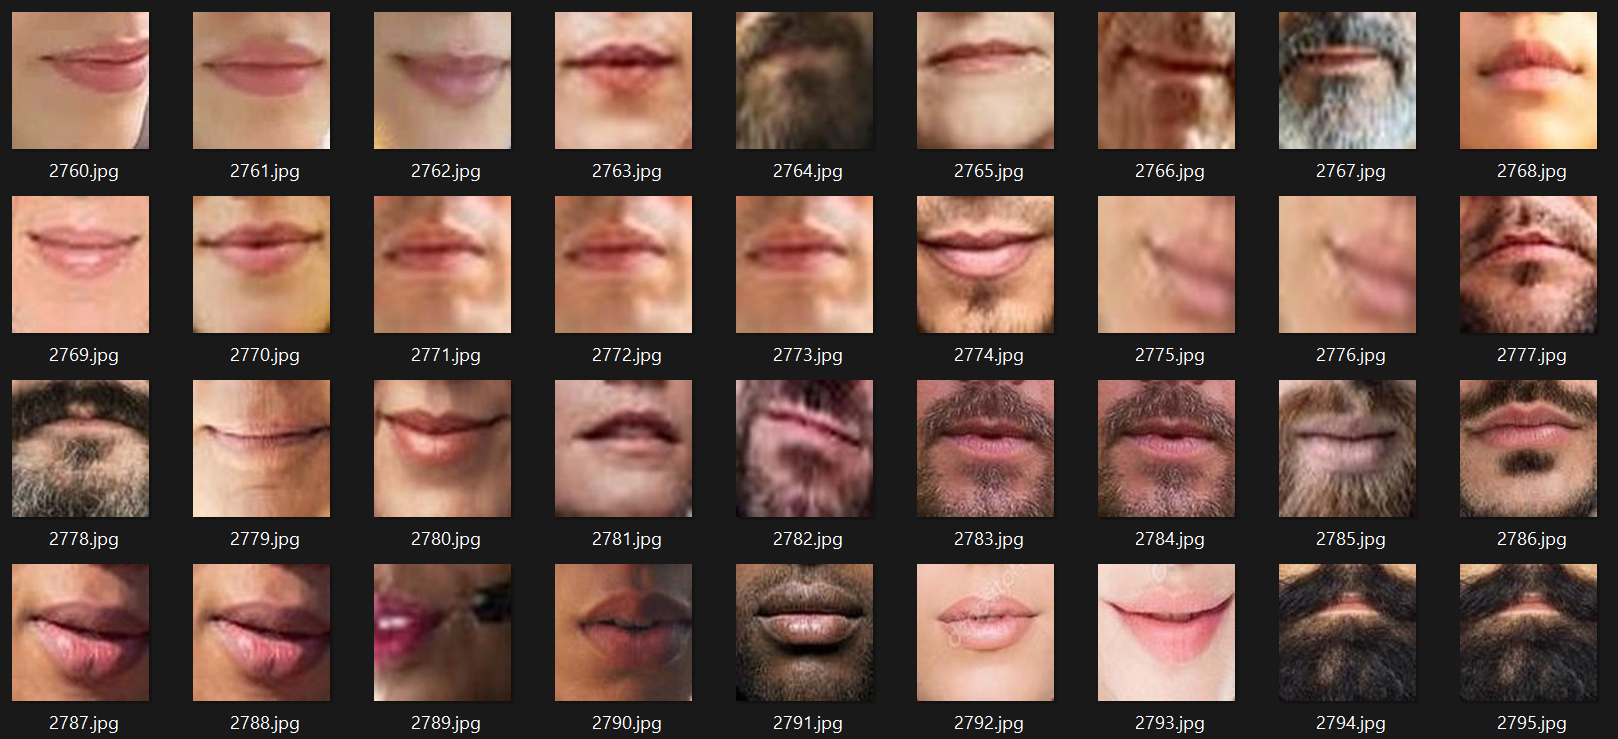 2760.jpg 2761.jpg 2762.jpg 2763.jpg 2764.jpg 2765.jpg 2766.jpg 2767.jpg 2768.jpg
2769.jpg 2770.jpg 2771.jpg 2772.jpg 2773.jpg 2774.jpg 2775.jpg 2776.jpg 2777.jpg
2778.jpg 2779.jpg 2780.jpg 2781.jpg 2782.jpg 2783.jpg 2784.jpg 2785.jpg 2786.jpg
2787.jpg 2788.jpg 2789.jpg 2790.jpg 2791.jpg 2792.jpg 2793.jpg 2794.jpg 2795.jpg